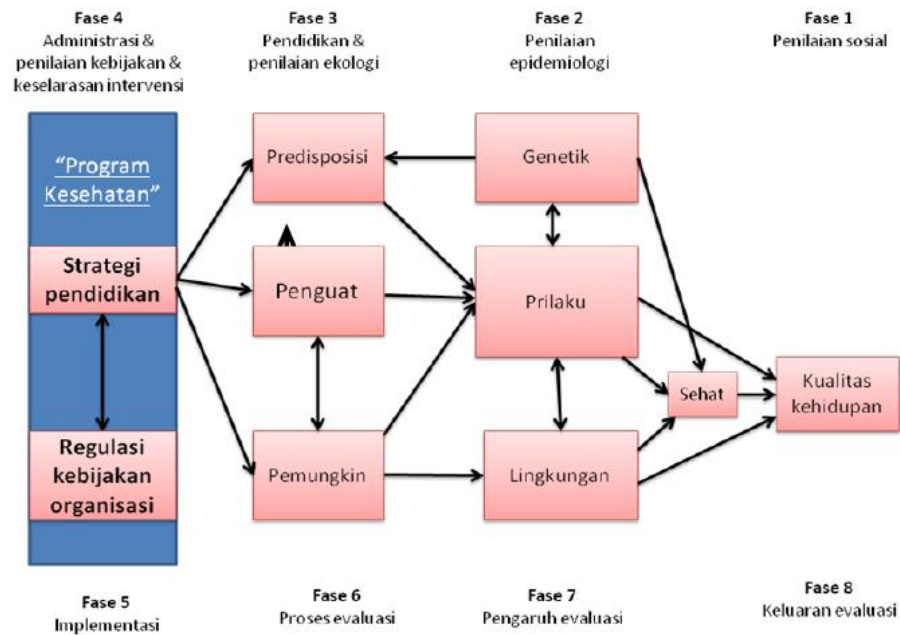 Fase 4
Administrasi &
penilaian kebijakan &
keselarasan intervensi
Fase 3
Pendidikan &
penilaian ekologi
Fase 2
Penilaian
epidemiologi
Fase 1
Penilaian sosial
“Program
Kesehatan”
Strategi
pendidikan
Regulasi
kebijakan
organisasi
Predisposisi
Penguat
Pemungkin
Genetik
Prilaku
Lingkungan
Sehat
Kualitas
kehidupan
Fase 5
Implementasi
Fase 6
Proses evaluasi
Fase 7
Pengaruh evaluasi
Fase 8
Keluaran evaluasi